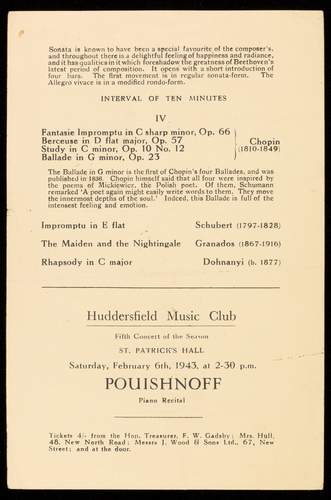 Sonata is known to have been a special favourite of the composer's,
and throughout there is a delightful feeling of happiness and radiance,
and it has qualities in it which foreshadow the greatness of Beethoven's
latest period of composition. It opens with a short introduction of
four bars. The first movement is in regular sonata-form. The
Allegro vivace is in a modified rondo-form.
INTERVAL OF TEN MINUTES
IV
Fantasie Impromptu in C sharp minor, Op. 66
Berceuse in D flat major, Op. 57
Study in C minor, Op. 10 No. 12
Ballade in G minor, Op. 23
Chopin
(1810-1849)
The Ballade in G minor is the first of Chopin's four Ballades, and was
published in 1836. Chopin himself said that all four were inspired by
the poems of Mickiewicz, the Polish poet. Of them, Schumann
remarked 'A poet again might easily write words to them. They move
the innermost depths of the soul.' Indeed, this Ballade is full of the
intensest feeling and emotion.
Impromptu in E flat Schubert (1797-1828)
The Maiden and the Nightingale Granados (1867-1916)
Rhapsody in C major Dohnanyi (b. 1877)
Huddersfield Music Club
Fifth Concert of the Season
ST. PATRICK'S HALL
Saturday, February 6th, 1943, at 2-30 p.m.
POUISHNOFF
Piano Recital
Tickets 4/- from the Hon. Treasurer, F. W. Gadsby; Mrs. Hull,
48, New North Road; Messrs J. Wood & Sons Ltd., 67, New
Street; and at the door.